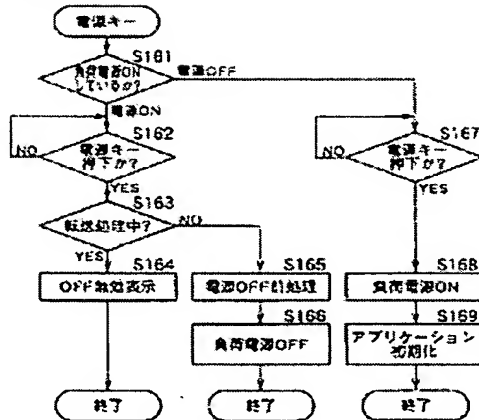 電源キー
S161
負荷電源ON
しているか?
電源OFF
電源ON
S162
S167
NO
電源キー
押下か?
NO
電源キー
押下か?
YES
YES
S163
転送処理中?
NO
YES
S164
S165
S168
OFF無効表示
電源OFF前処理
負荷電源ON
S166
S169
負荷電源OFF
アプリケーション
初期化
終了
終了
終了